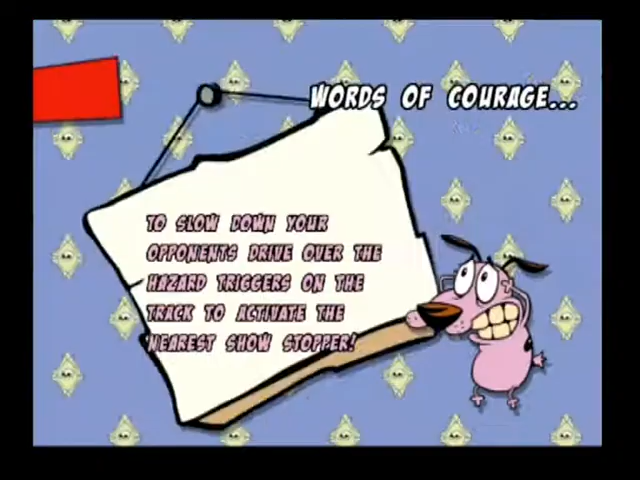 WORDS OF COURAGE...
TO SLOW DOWN YOUR
OPPONENTS DRIVE OVER THE
HAZARD TRIGGERS ON THE
TRACK TO ACTIVATE THE
NEAREST SHOW STOPPER!